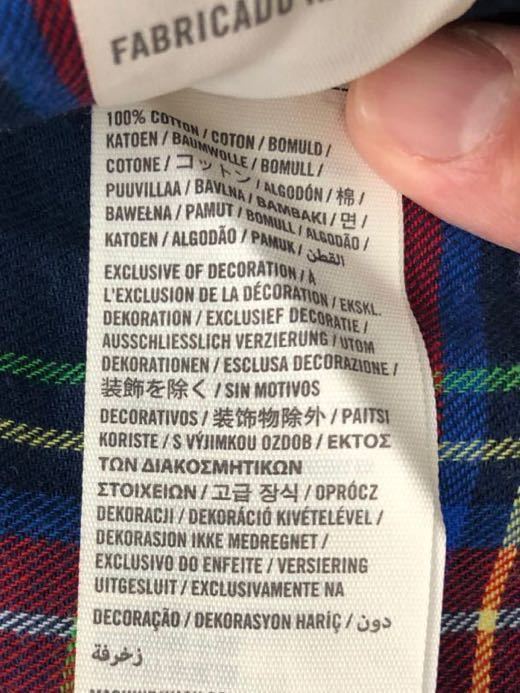 FABRICADO
100% COTTON / COTON / BOMULD /
KATOEN / BAUMWOLLE / BOMULL /
COTONE / コットン / ALGODÓN / 棉 /
PUUVILLAA / BAVLNA / BAMBAKI / 면 /
BAWEŁNA / PAMUT / BOMULL / ALGODÃO /
KATOEN / ALGODÃO / PAMUK / القطن
EXCLUSIVE OF DECORATION / À
L'EXCLUSION DE LA DÉCORATION / EKSKL.
DEKORATION / EXCLUSIEF DECORATIE /
AUSSCHLIESSLICH VERZIERUNG / UTOM
DEKORATIONEN / ESCLUSA DECORAZIONE /
装飾を除く / SIN MOTIVOS
DECORATIVOS / 装饰物除外 / PAITSI
KORISTE / S VÝJIMKOU OZDOB / ΕΚΤΟΣ
ΤΩΝ ΔΙΑΚΟΣΜΗΤΙΚΩΝ
ΣΤΟΙΧΕΙΩΝ / 고급 장식 / OPRÓCZ
DEKORACJI / DEKORÁCIÓ KIVÉTELÉVEL /
DEKORASJON IKKE MEDREGNET /
EXCLUSIVO DO ENFEITE / VERSIERING
UITGESLUIT / EXCLUSIVAMENTE NA
DECORAÇÃO / DEKORASYON HARİÇ / دون
زخرفة